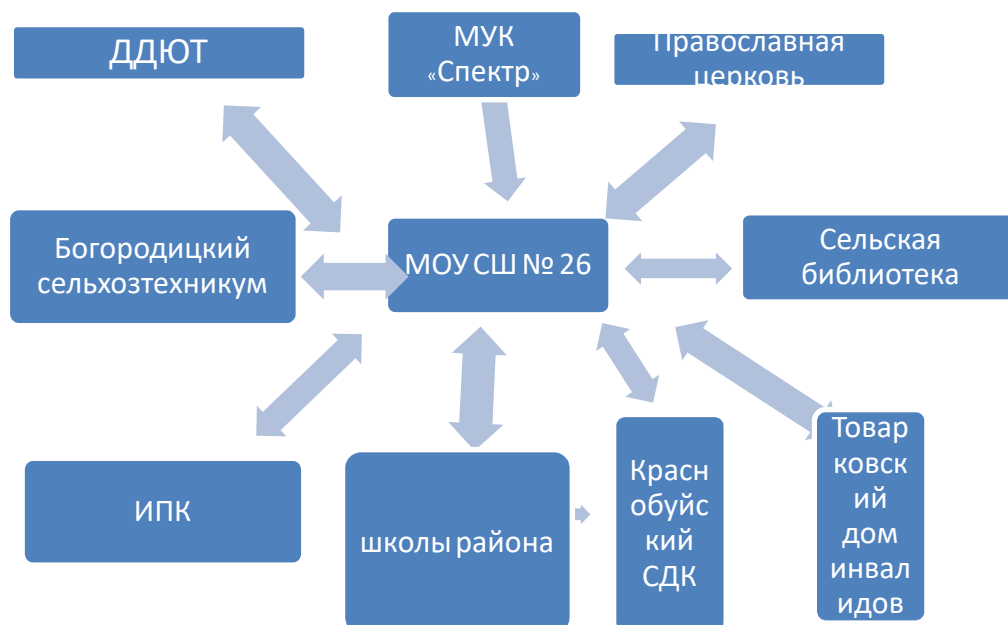 ДДЮТ
МУК
«Спектр»
Православная
церковь
Богородицкий
сельхозтехникум
МОУ СШ № 26
Сельская
библиотека
ИПК
школы района
Красн
обуйс
кий
СДК
Товар
ковск
ий
дом
инвал
идов